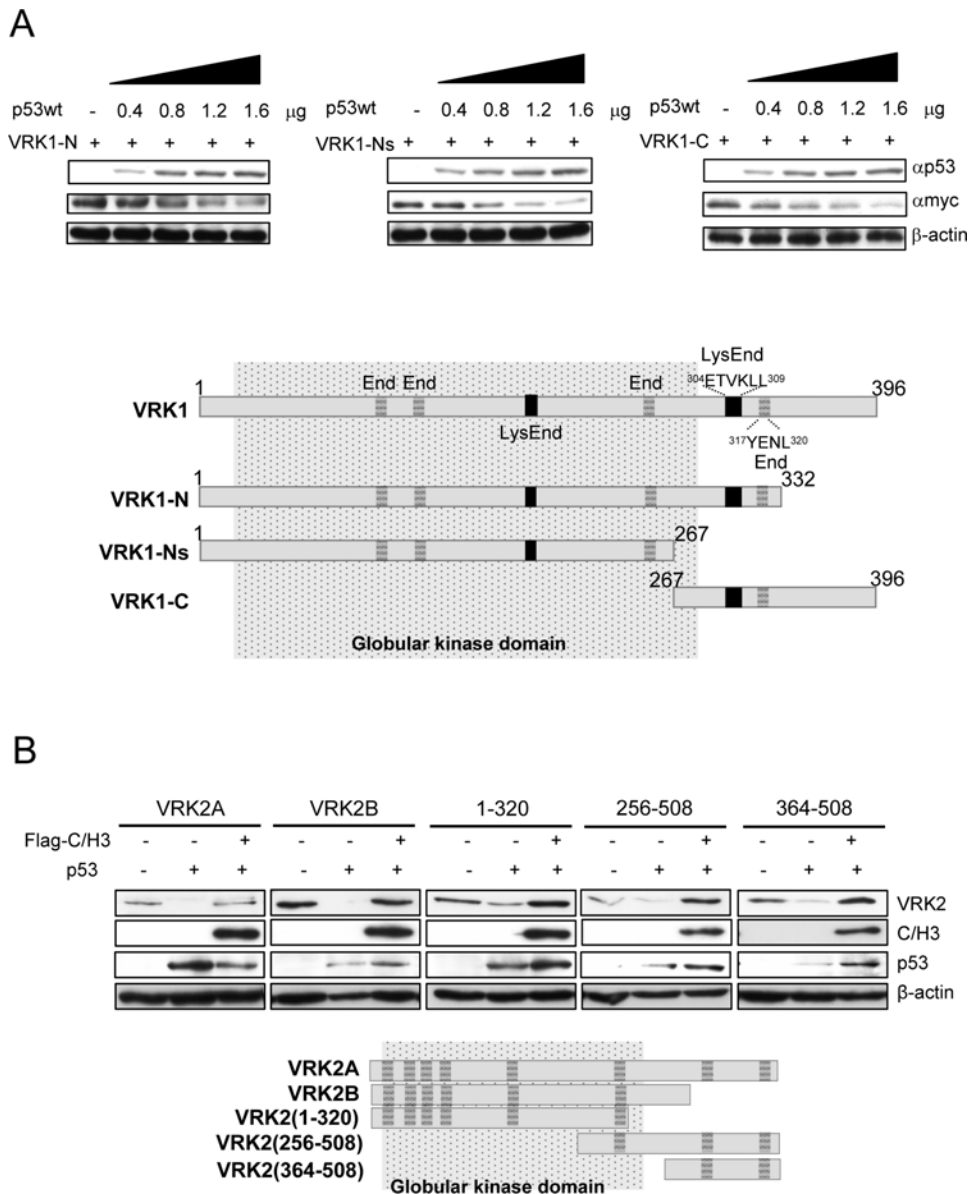 A
p53wt - 0.4 0.8 1.2 1.6 μg p53wt - 0.4 0.8 1.2 1.6 μg p53wt - 0.4 0.8 1.2 1.6 μg
VRK1-N + + + + + VRK1-Ns + + + + + VRK1-C + + + + +
αp53
αmyc
β-actin
LysEnd
1 End End End 304ETVKLL309 396
VRK1
LysEnd 317YENL320
End
1 332
VRK1-N
1 267
VRK1-Ns
267 396
VRK1-C
Globular kinase domain
B
VRK2A VRK2B 1-320 256-508 364-508
Flag-C/H3 - - + - - + - - + - - + - - +
p53 - + + - + + - + + - + + - + +
VRK2
C/H3
p53
β-actin
VRK2A
VRK2B
VRK2(1-320)
VRK2(256-508)
VRK2(364-508)
Globular kinase domain